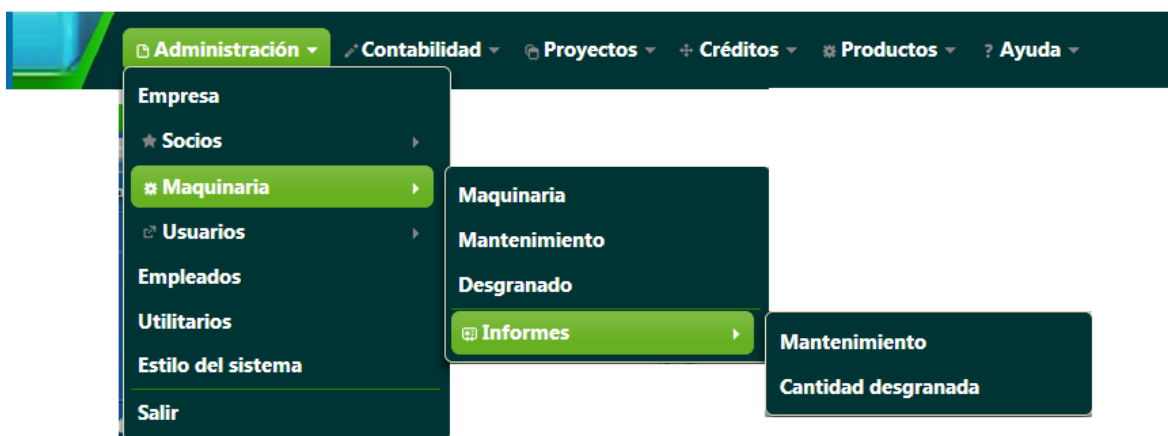 Administración Contabilidad Proyectos Créditos Productos ? Ayuda
Empresa
Socios
Maquinaria
Usuarios
Empleados
Utilitarios
Estilo del sistema
Salir
Maquinaria
Mantenimiento
Desgranado
Informes
Mantenimiento
Cantidad desgranada